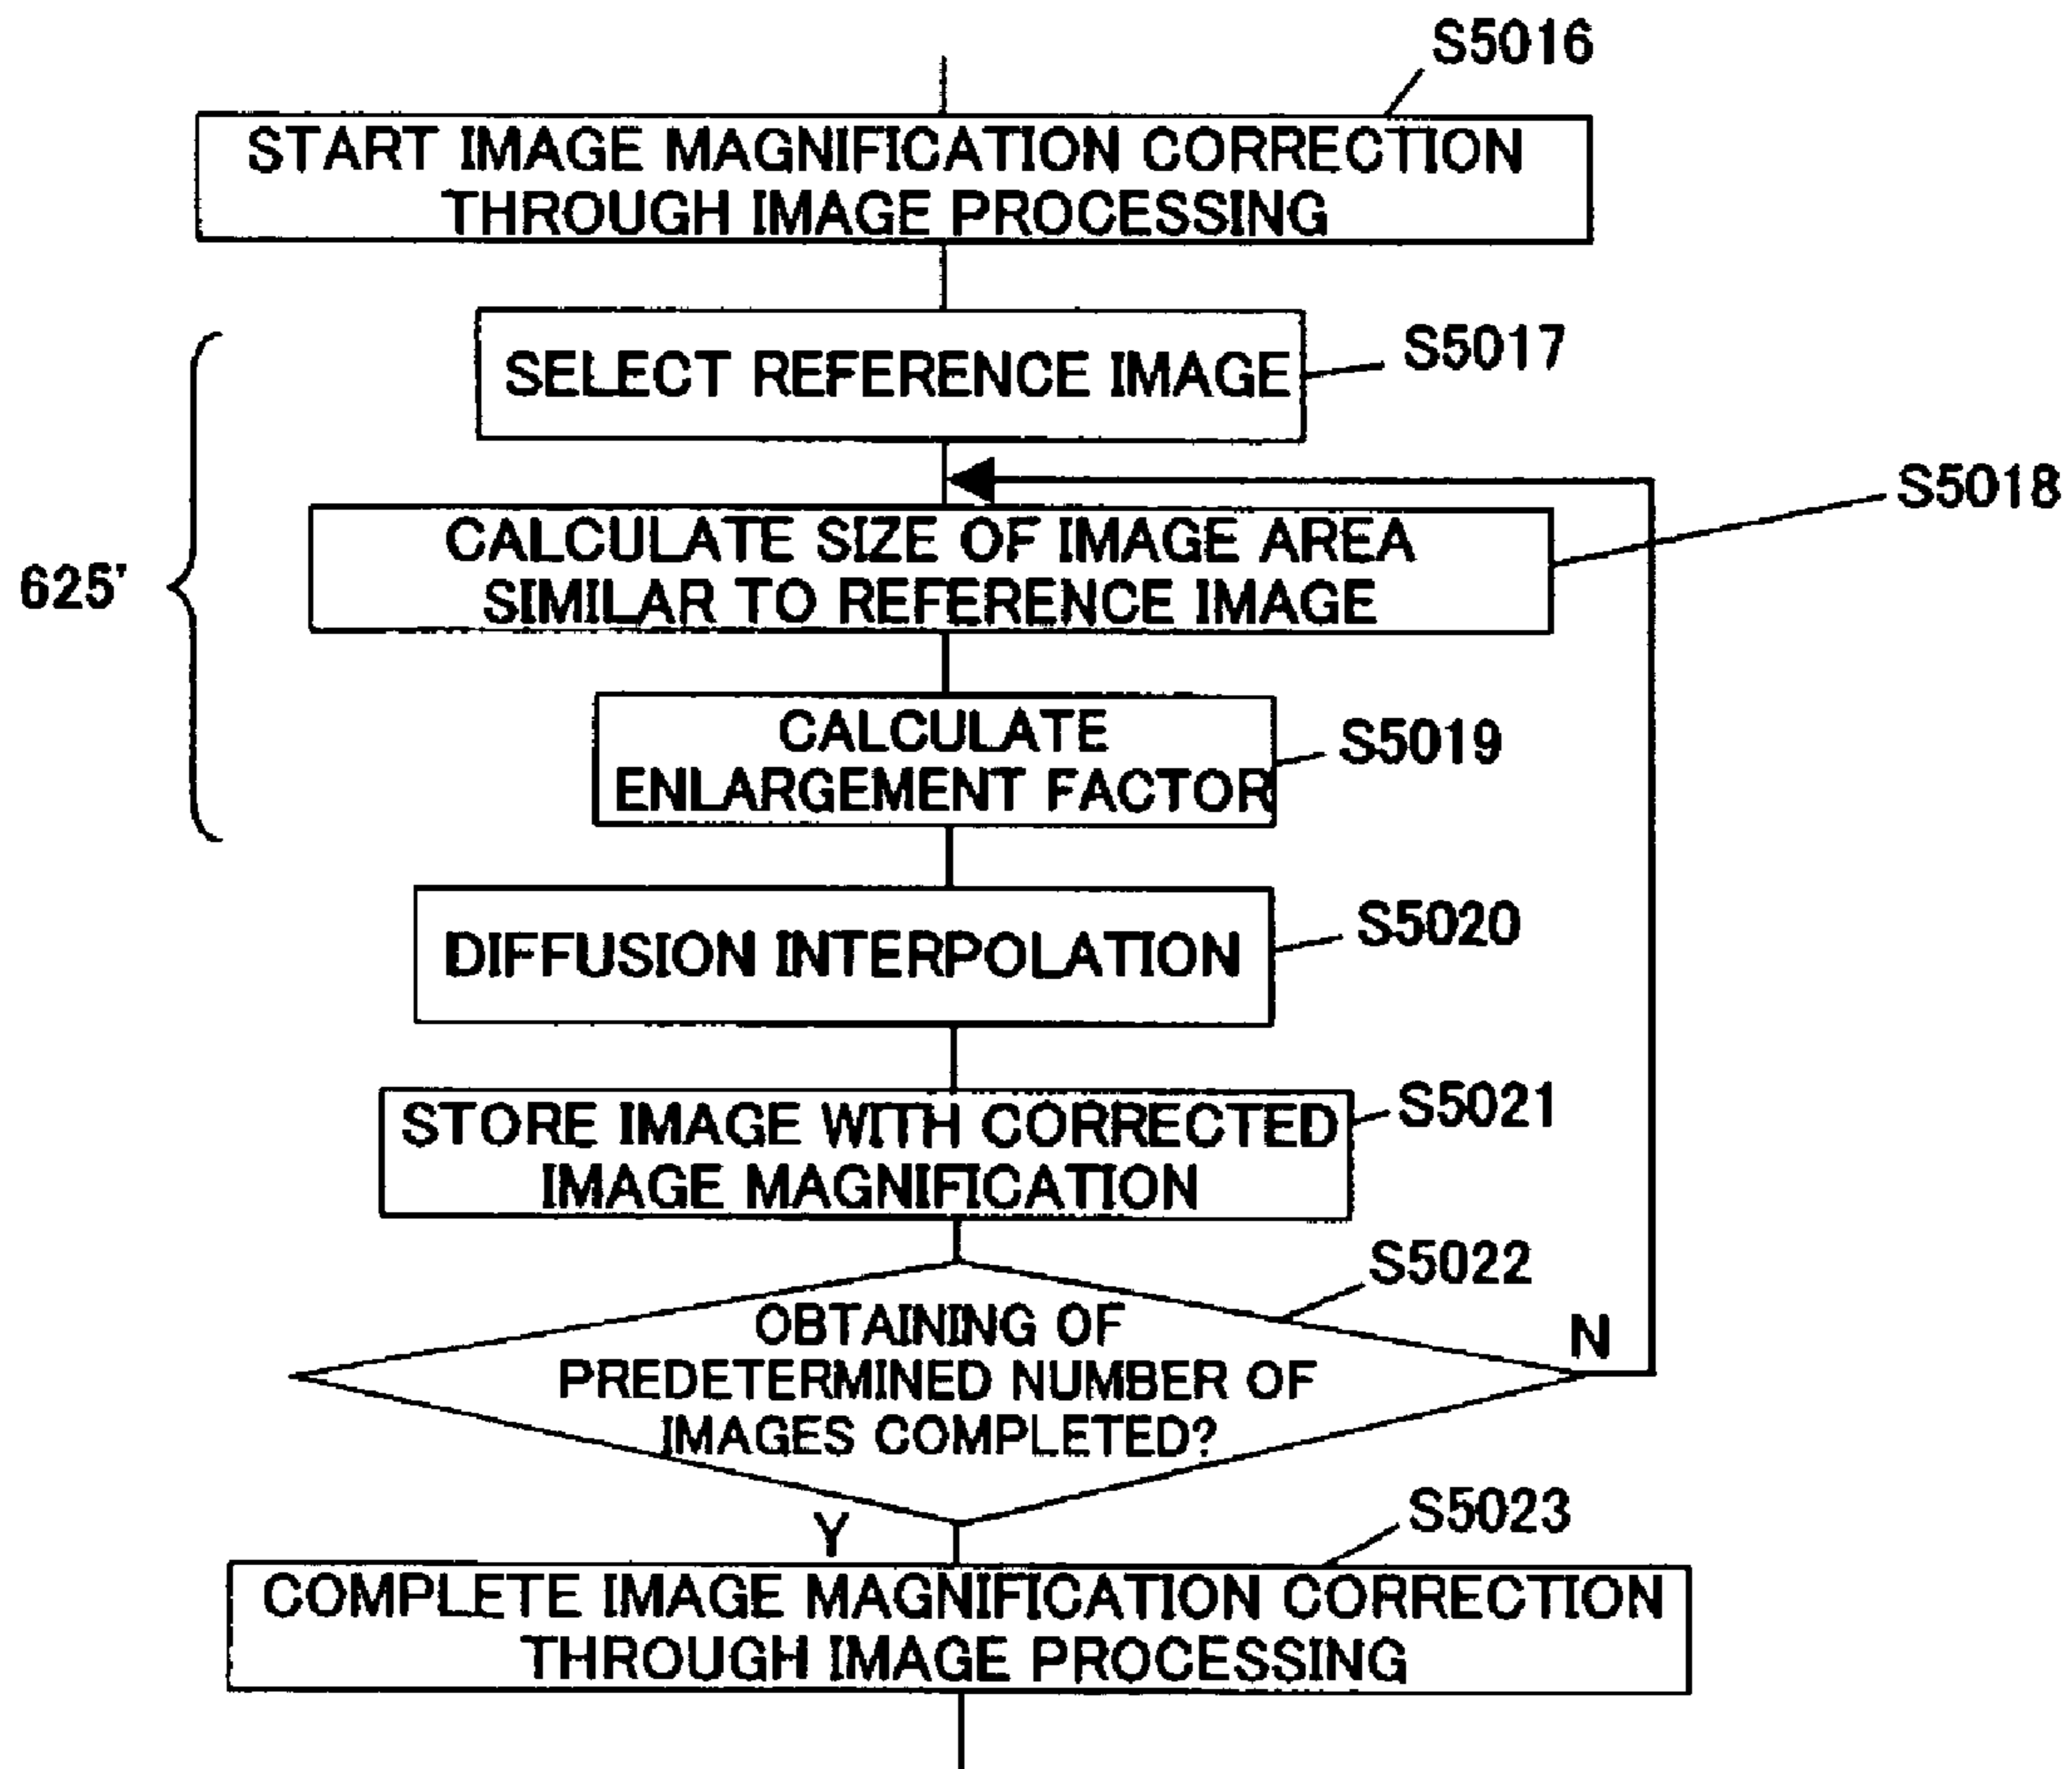 S5016
START IMAGE MAGNIFICATION CORRECTION
THROUGH IMAGE PROCESSING
S5017
SELECT REFERENCE IMAGE
S5018
CALCULATE SIZE OF IMAGE AREA
SIMILAR TO REFERENCE IMAGE
625'
S5019
CALCULATE
ENLARGEMENT FACTOR
S5020
DIFFUSION INTERPOLATION
S5021
STORE IMAGE WITH CORRECTED
IMAGE MAGNIFICATION
S5022
OBTAINING OF
PREDETERMINED NUMBER OF
IMAGES COMPLETED?
N
Y
S5023
COMPLETE IMAGE MAGNIFICATION CORRECTION
THROUGH IMAGE PROCESSING